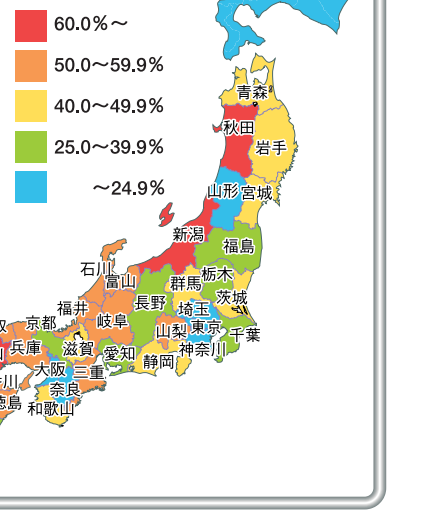 60.0%～
50.0～59.9%
40.0～49.9%
25.0～39.9%
～24.9%
青森
秋田
岩手
山形
宮城
新潟
福島
石川
富山
群馬
栃木
茨城
長野
福井
岐阜
埼玉
東京
千葉
京都
兵庫
滋賀
愛知
山梨
静岡
神奈川
大阪
三重
奈良
和歌山
川
島